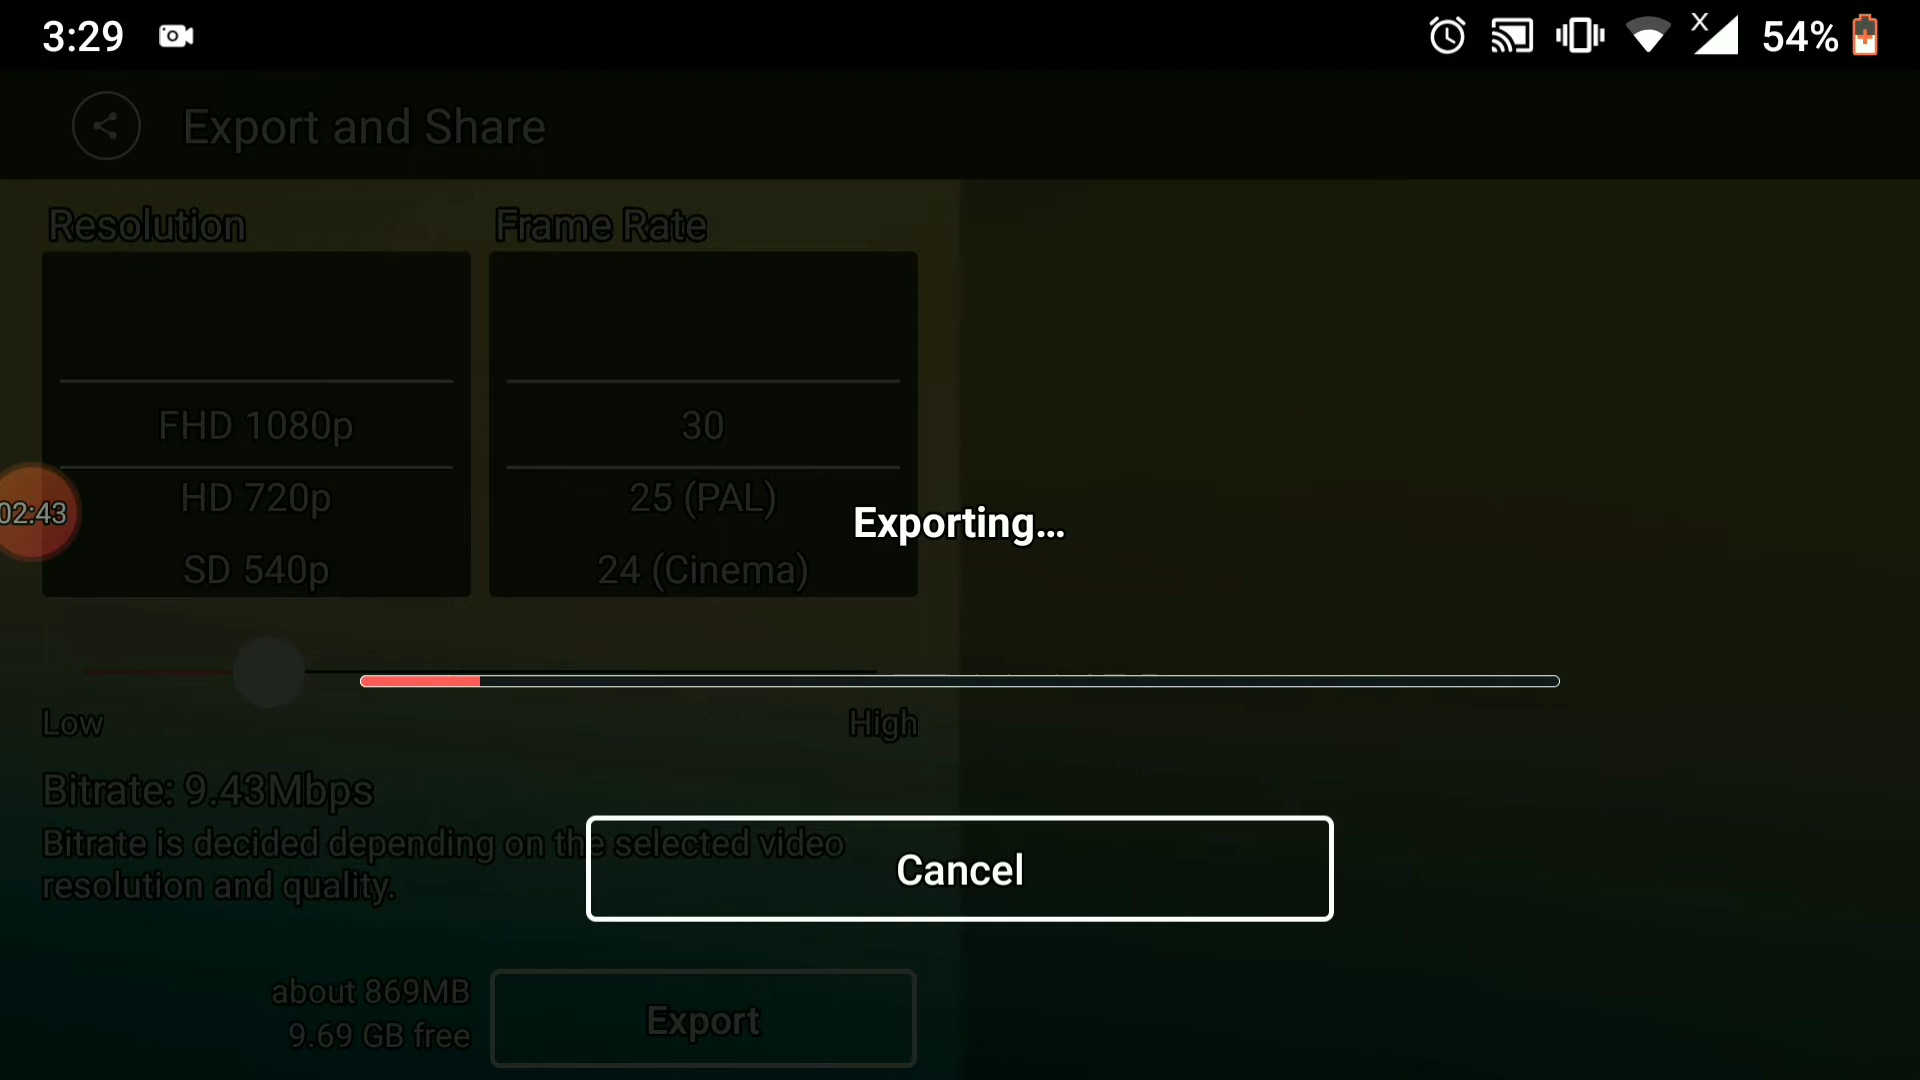 3:29
X 54%
Export and Share
Resolution
Frame Rate
FHD 1080p
30
HD 720p
25 (PAL)
02:43
Exporting...
SD 540p
24 (Cinema)
Low
High
Bitrate: 9.43Mbps
Bitrate is decided depending on the selected video
resolution and quality.
Cancel
about 869MB
9.69 GB free
Export